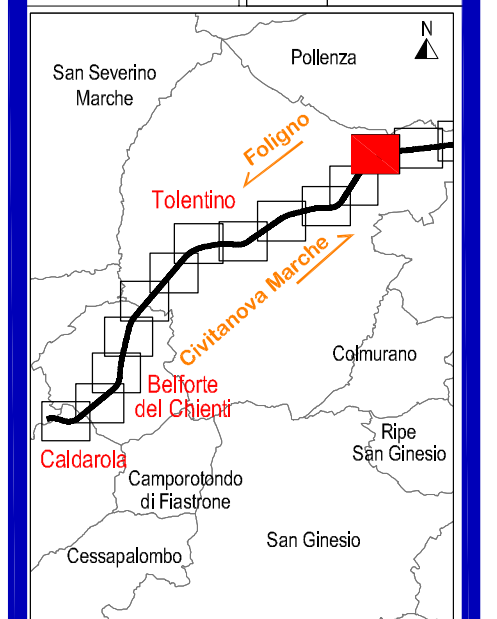 N
Pollenza
San Severino
Marche
Foligno
Tolentino
Civitanova Marche
Colmurano
Belforte
del Chienti
Ripe
San Ginesio
Caldarola
Camporotondo
di Fiastrone
San Ginesio
Cessapalombo